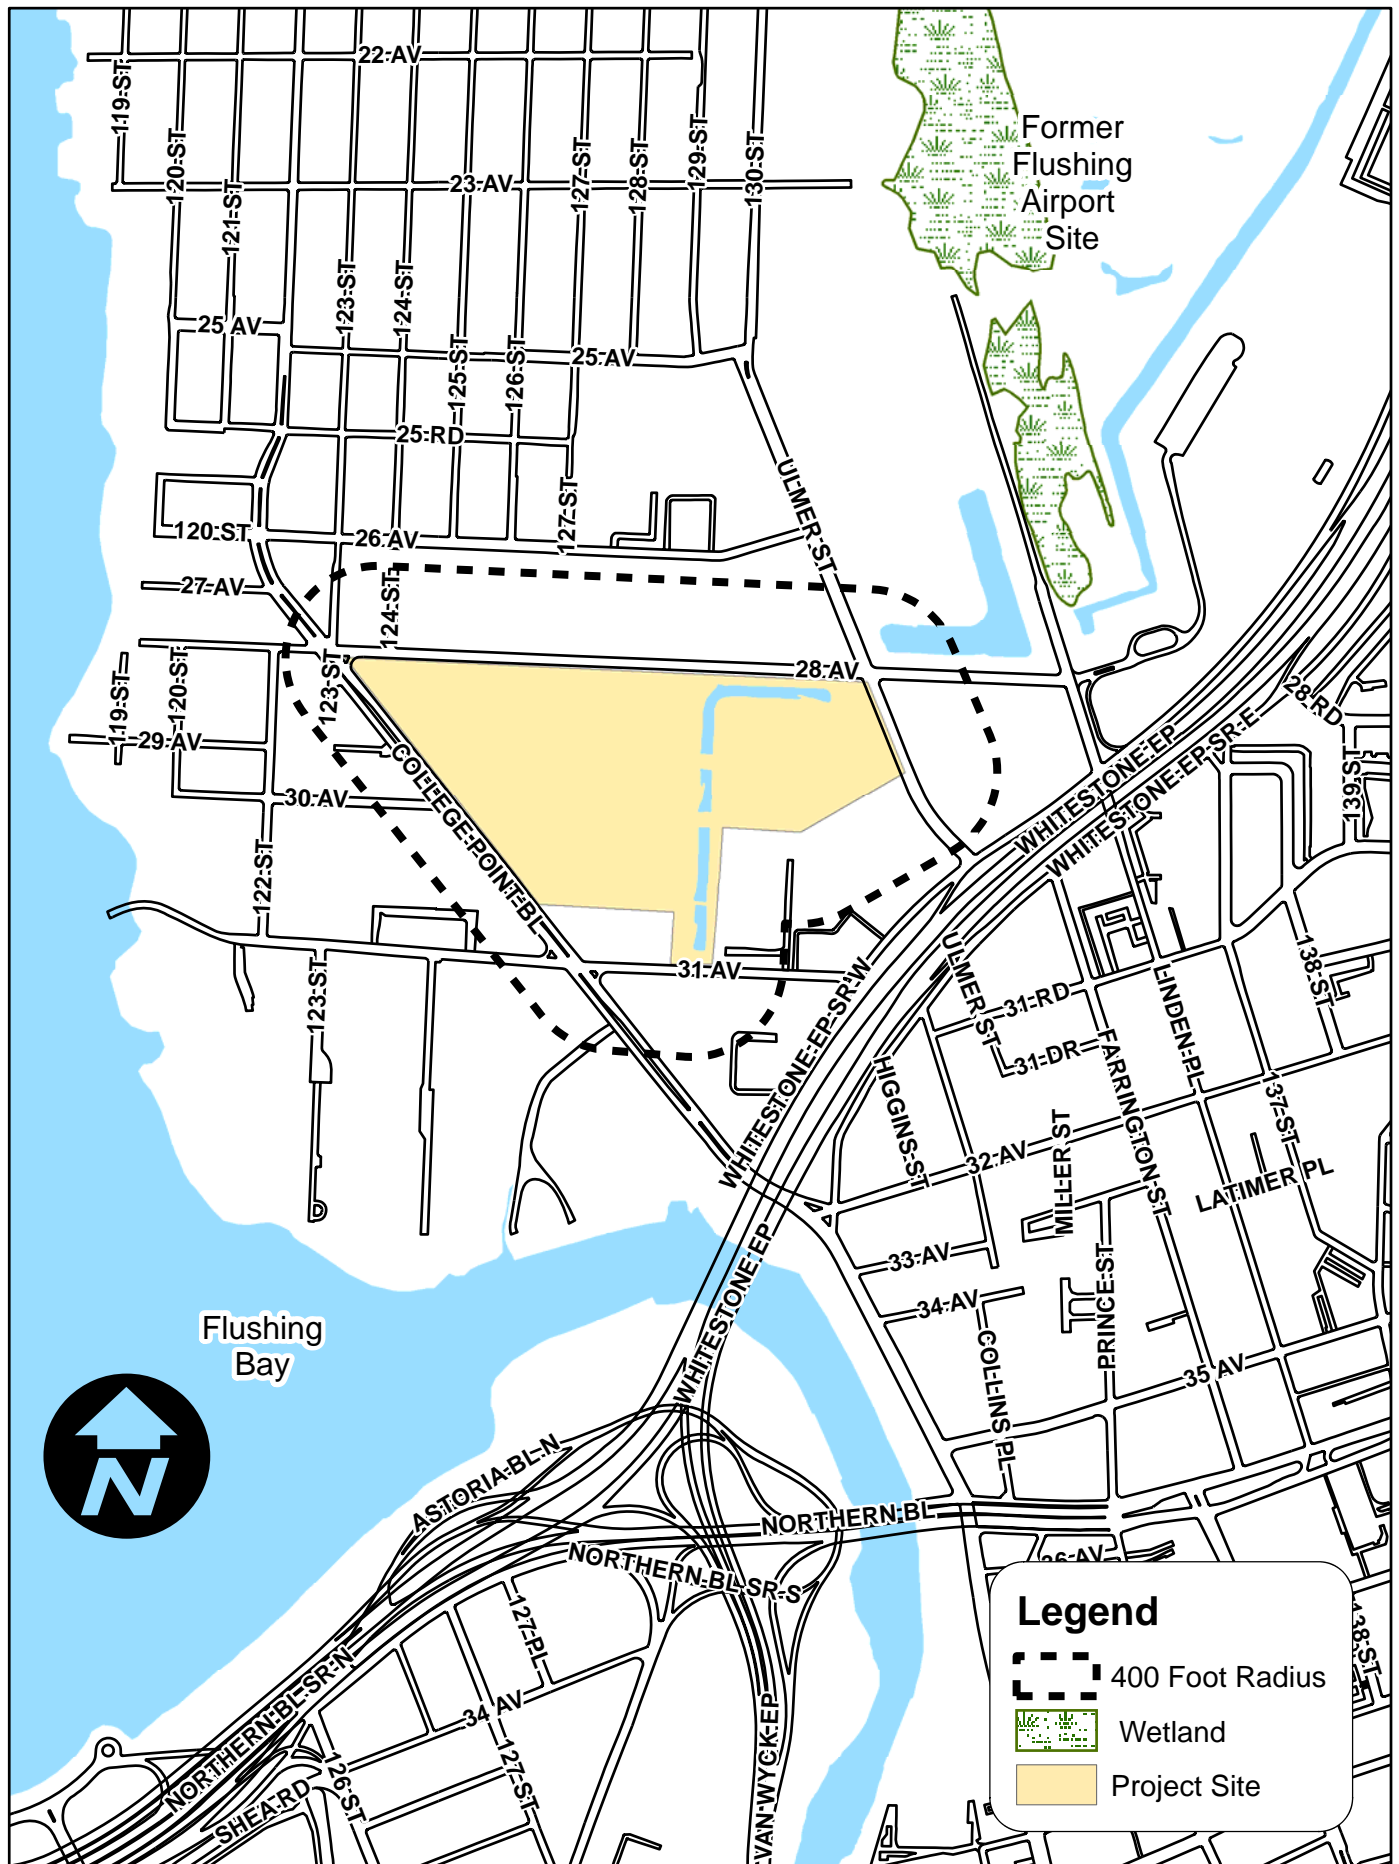 22 AV
119 ST
120 ST
121 ST
127 ST
128 ST
129 ST
130 ST
23 AV
Former
Flushing
Airport
Site
123 ST
124 ST
25 AV
25 AV
125 ST
126 ST
25 RD
ULMER ST
127 ST
120 ST
26 AV
27 AV
124 ST
28 AV
119 ST
120 ST
123 ST
28 RD
29 AV
COLLEGE POINT BL
WHITESTONE EP
WHITESTONE EP SR E
139 ST
30 AV
122 ST
31 AV
123 ST
WHITESTONE EP SR W
ULMER ST
31 RD
LINDEN PL
138 ST
31 DR
FARRINGTON ST
HIGGINS ST
137 ST
32 AV
MILLER ST
LATIMER PL
33 AV
WHITESTONE EP
34 AV
PRINCE ST
COLLINS PL
35 AV
Flushing
Bay
N
ASTORIA BL N
NORTHERN BL
NORTHERN BL SR S
36 AV
127 PL
NORTHERN BL SR N
34 AV
VAN WYCK EP
138 ST
SHEA RD
126 ST
127 ST
Legend
400 Foot Radius
Wetland
Project Site